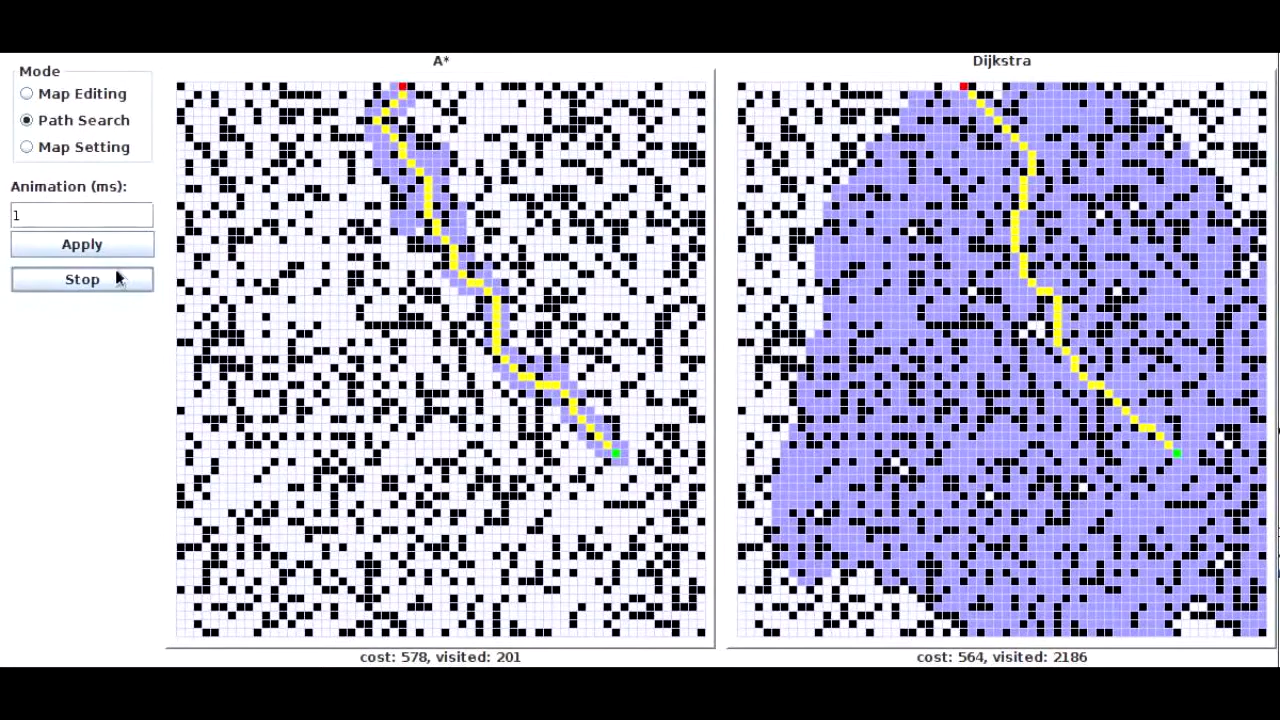 A*
Dijkstra
Mode
Map Editing
Path Search
Map Setting
Animation (ms):
1
Apply
Stop
cost: 578, visited: 201
cost: 564, visited: 2186